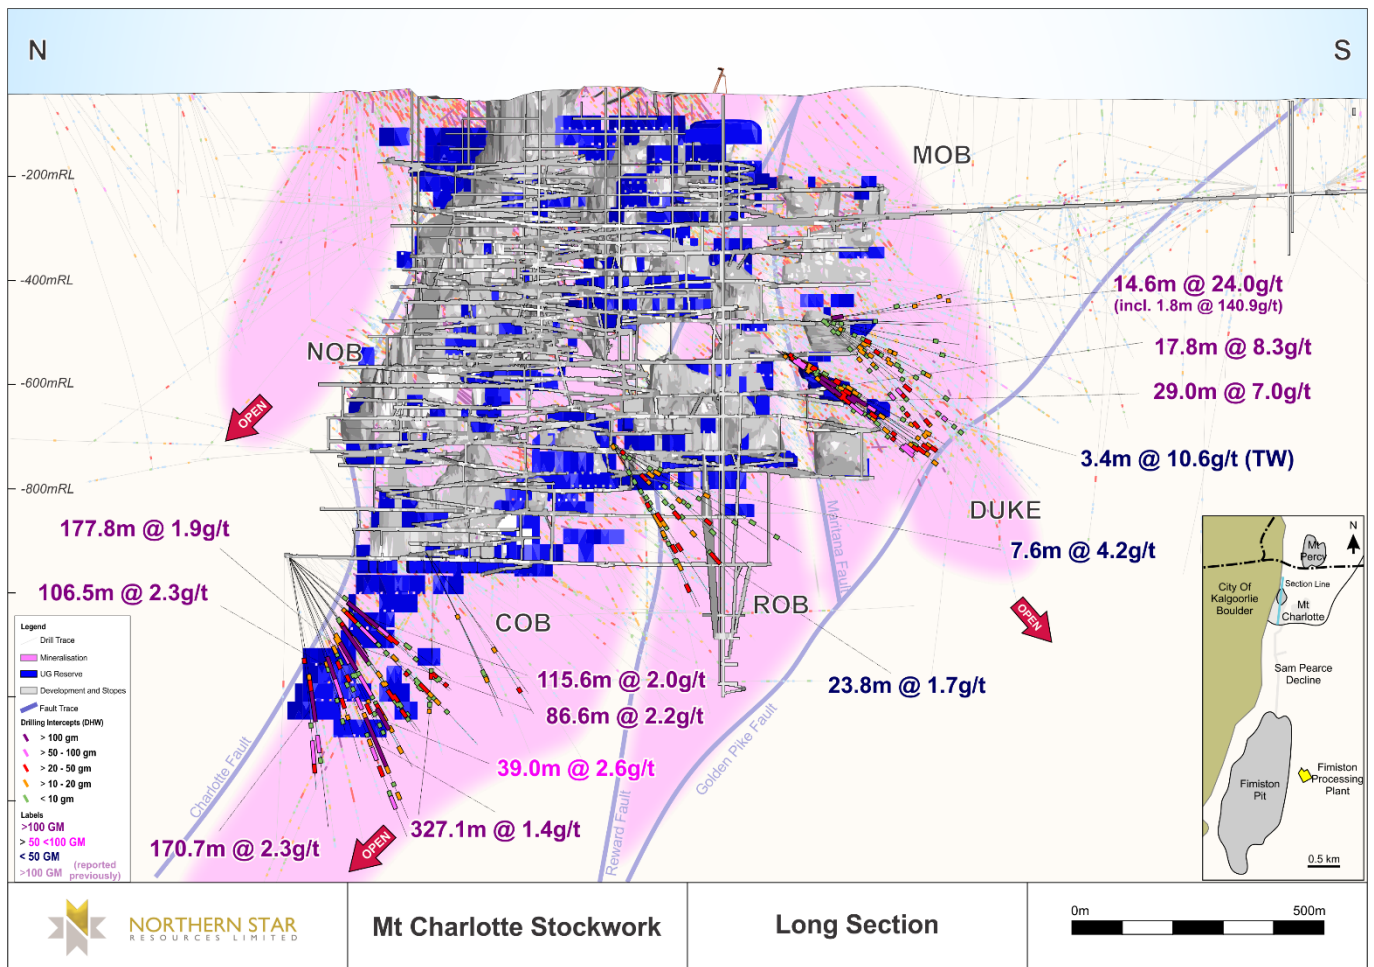 N
S
MOB
-200mRL
-400mRL
14.6m @ 24.0g/t
(incl. 1.8m @ 140.9g/t)
17.8m @ 8.3g/t
NOB
-600mRL
29.0m @ 7.0g/t
OPEN
3.4m @ 10.6g/t (TW)
-800mRL
DUKE
177.8m @ 1.9g/t
7.6m @ 4.2g/t
Maritana Fault
106.5m @ 2.3g/t
COB
ROB
OPEN
115.6m @ 2.0g/t
23.8m @ 1.7g/t
86.6m @ 2.2g/t
39.0m @ 2.6g/t
Charlotte Fault
Golden Pike Fault
Reward Fault
327.1m @ 1.4g/t
170.7m @ 2.3g/t
OPEN
Legend
Drill Trace
Mineralisation
UG Reserve
Development and Stopes
Fault Trace
Drilling Intercepts (DHW)
> 100 gm
> 50 - 100 gm
> 20 - 50 gm
> 10 - 20 gm
< 10 gm
Labels
>100 GM
> 50 <100 GM
< 50 GM
>100 GM (reported
previously)
N
Mt
Percy
City Of
Kalgoorlie
Boulder
Section Line
Mt
Charlotte
Sam Pearce
Decline
Fimiston
Processing
Plant
Fimiston
Pit
0.5 km
NORTHERN STAR
RESOURCES LIMITED
Mt Charlotte Stockwork
Long Section
0m
500m